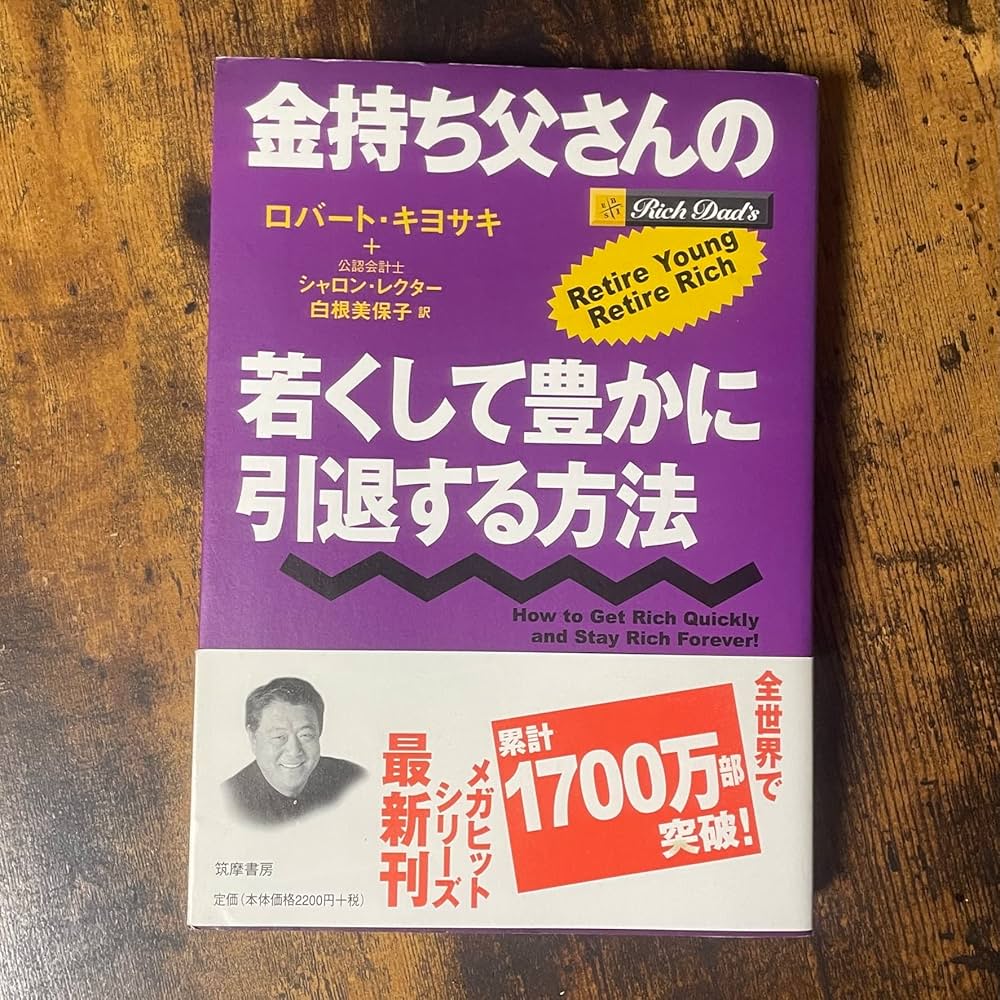 金持ち父さんの
ロバート・キヨサキ
+
公認会計士
シャロン・レクター
白根美保子 訳
E B
S I
Rich Dad's
Retire Young
Retire Rich
若くして豊かに
引退する方法
How to Get Rich Quickly
and Stay Rich Forever!
全世界で
累計
1700万部
突破!
メガヒット
シリーズ
最新刊
筑摩書房
定価(本体価格2200円+税)